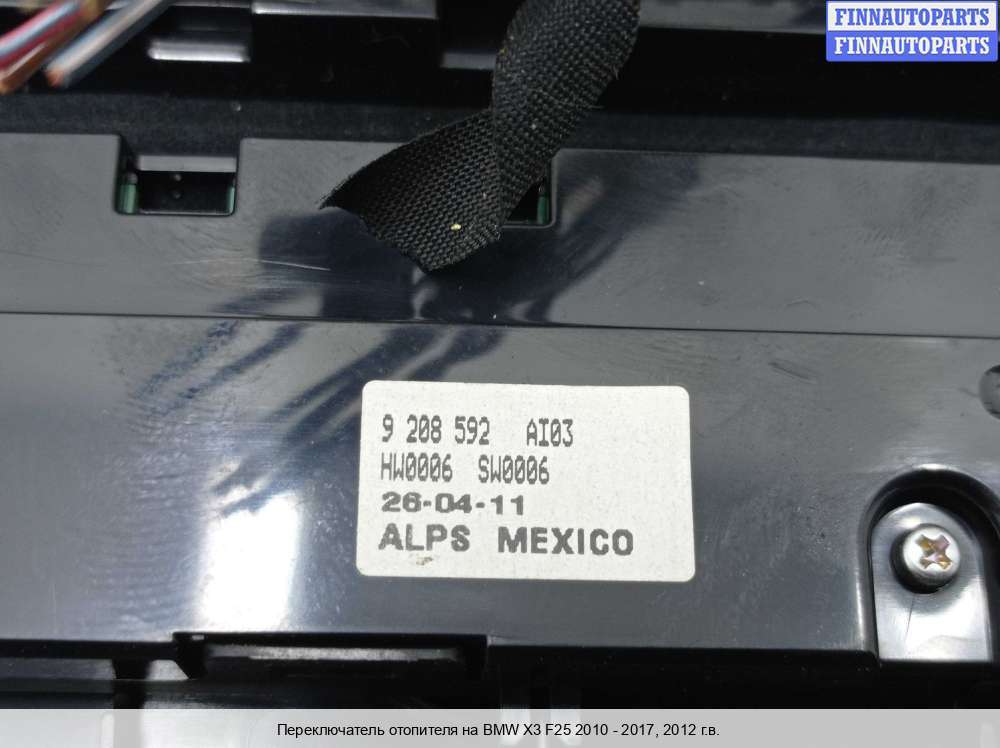 FINNAUTOPARTS
FINNAUTOPARTS
9 208 592 AI03
HW0006 SW0006
26-04-11
ALPS MEXICO
Переключатель отопителя на BMW X3 F25 2010 - 2017, 2012 г.в.